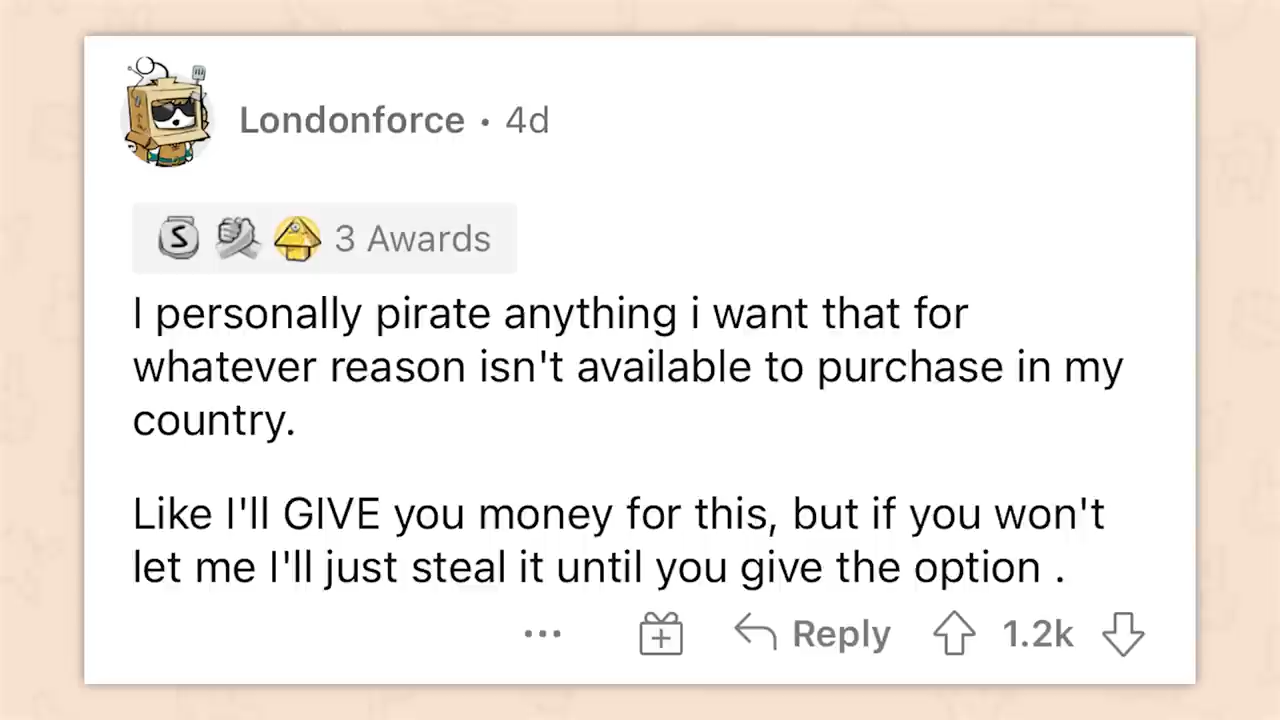 Londonforce • 4d
S 3 Awards
I personally pirate anything i want that for
whatever reason isn't available to purchase in my
country.
Like I'll GIVE you money for this, but if you won't
let me I'll just steal it until you give the option .
... Reply 1.2k